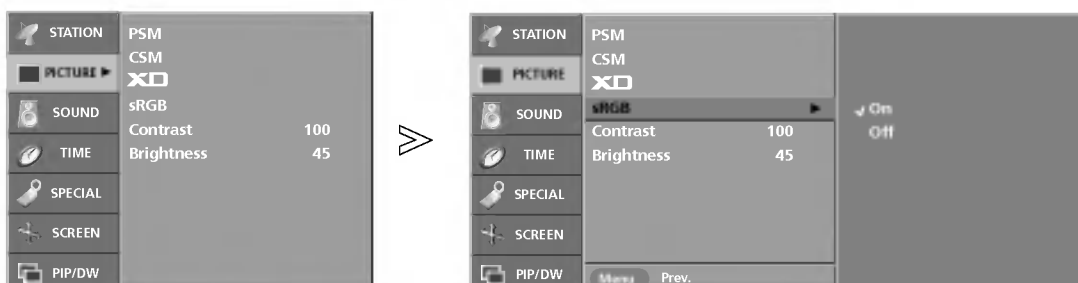 STATION
PICTURE ►
SOUND
TIME
SPECIAL
SCREEN
PIP/DW
PSM
CSM
XD
sRGB
Contrast 100
Brightness 45
STATION
PICTURE
SOUND
TIME
SPECIAL
SCREEN
PIP/DW
PSM
CSM
XD
sRGB ►
Contrast 100
Brightness 45
Menu Prev.
✓ On
Off